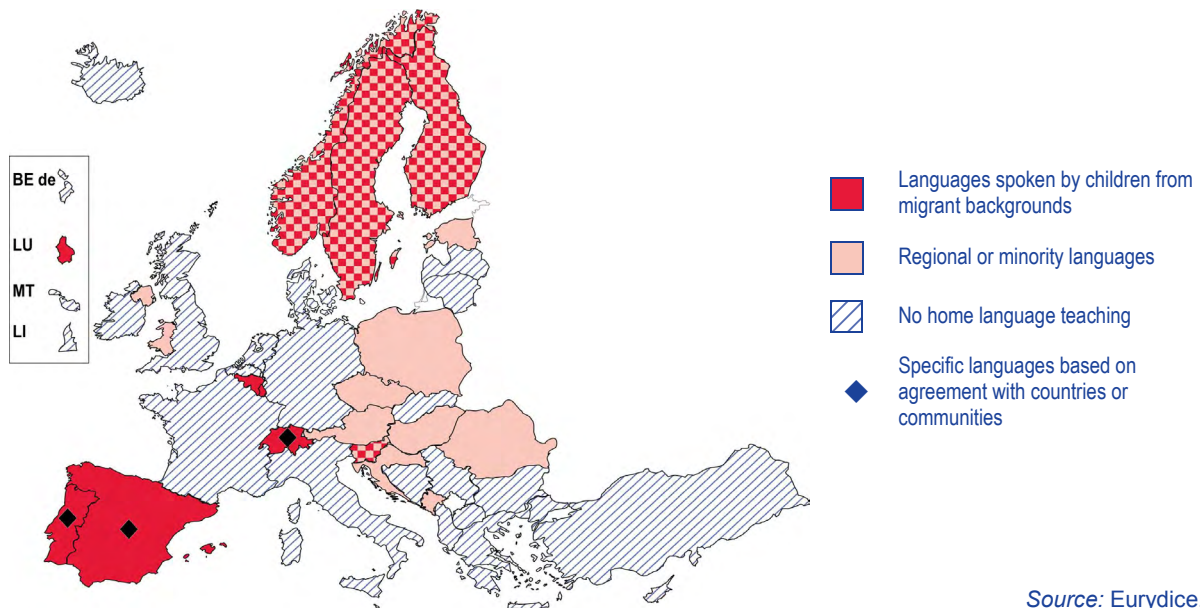 BE de
LU
MT
LI
Languages spoken by children from
migrant backgrounds
Regional or minority languages
No home language teaching
Specific languages based on
agreement with countries or
communities
Source: Eurydice